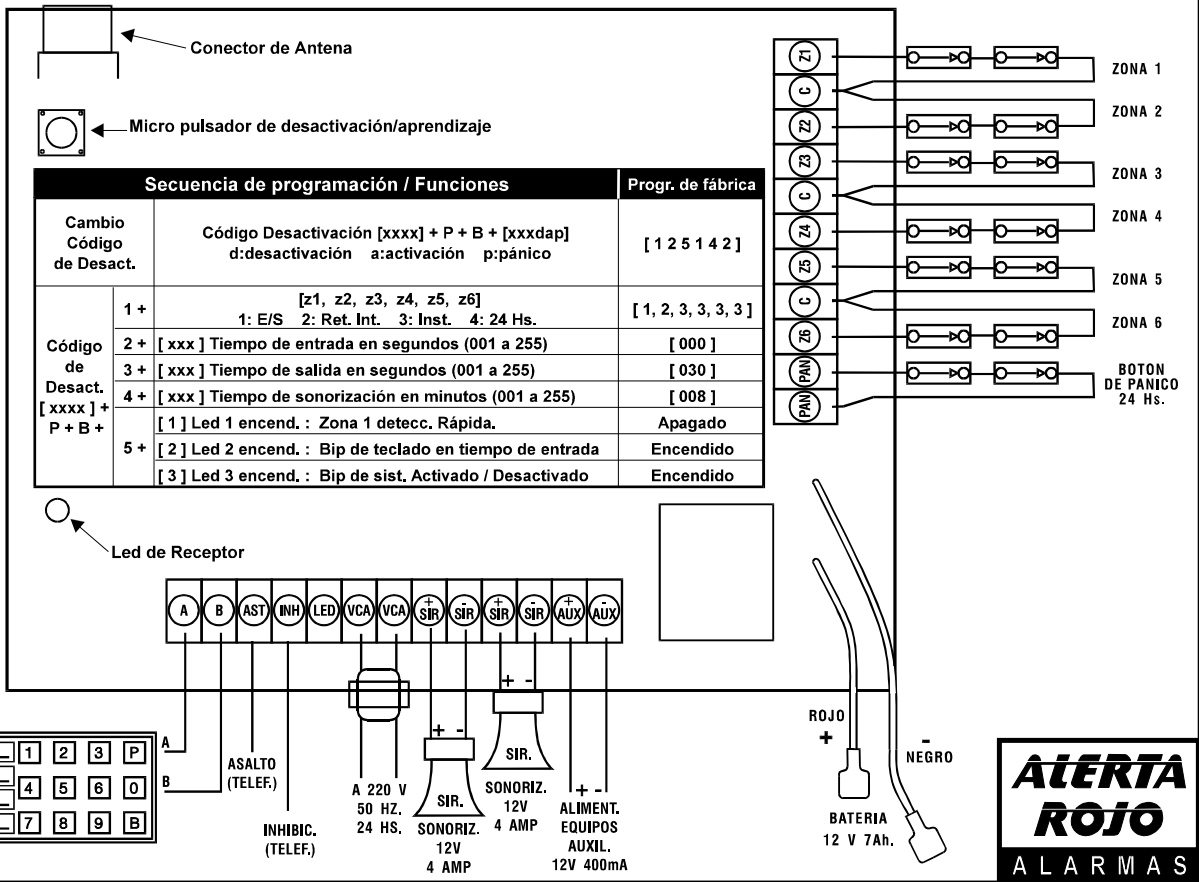 Conector de Antena
Micro pulsador de desactivación/aprendizaje
Secuencia de programación / Funciones
Progr. de fábrica
Cambio
Código
de Desact.
Código Desactivación [xxxx] + P + B + [xxxdap]
d:desactivación a:activación p:pánico
[ 1 2 5 1 4 2 ]
Código
de
Desact.
[ xxxx ] +
P + B +
1 +
[z1, z2, z3, z4, z5, z6]
1: E/S 2: Ret. Int. 3: Inst. 4: 24 Hs.
[ 1, 2, 3, 3, 3, 3 ]
2 +
[ xxx ] Tiempo de entrada en segundos (001 a 255)
[ 000 ]
3 +
[ xxx ] Tiempo de salida en segundos (001 a 255)
[ 030 ]
4 +
[ xxx ] Tiempo de sonorización en minutos (001 a 255)
[ 008 ]
5 +
[ 1 ] Led 1 encend. : Zona 1 detecc. Rápida.
Apagado
[ 2 ] Led 2 encend. : Bip de teclado en tiempo de entrada
Encendido
[ 3 ] Led 3 encend. : Bip de sist. Activado / Desactivado
Encendido
Led de Receptor
Z1
C
Z2
Z3
C
Z4
Z5
C
Z6
PAN
PAN
ZONA 1
ZONA 2
ZONA 3
ZONA 4
ZONA 5
ZONA 6
BOTON
DE PANICO
24 Hs.
A
B
AST
INH
LED
VCA
VCA
+
SIR
-
SIR
+
SIR
-
SIR
+
AUX
-
AUX
1 2 3 P
4 5 6 0
7 8 9 B
A
B
ASALTO
(TELEF.)
INHIBIC.
(TELEF.)
A 220 V
50 HZ.
24 HS.
+ -
SIR.
SONORIZ.
12V
4 AMP
+ -
SIR.
SONORIZ.
12V
4 AMP
+ -
ALIMENT.
EQUIPOS
AUXIL.
12V 400mA
ROJO
+
-
NEGRO
BATERIA
12 V 7Ah.
ALERTA
ROJO
ALARMAS